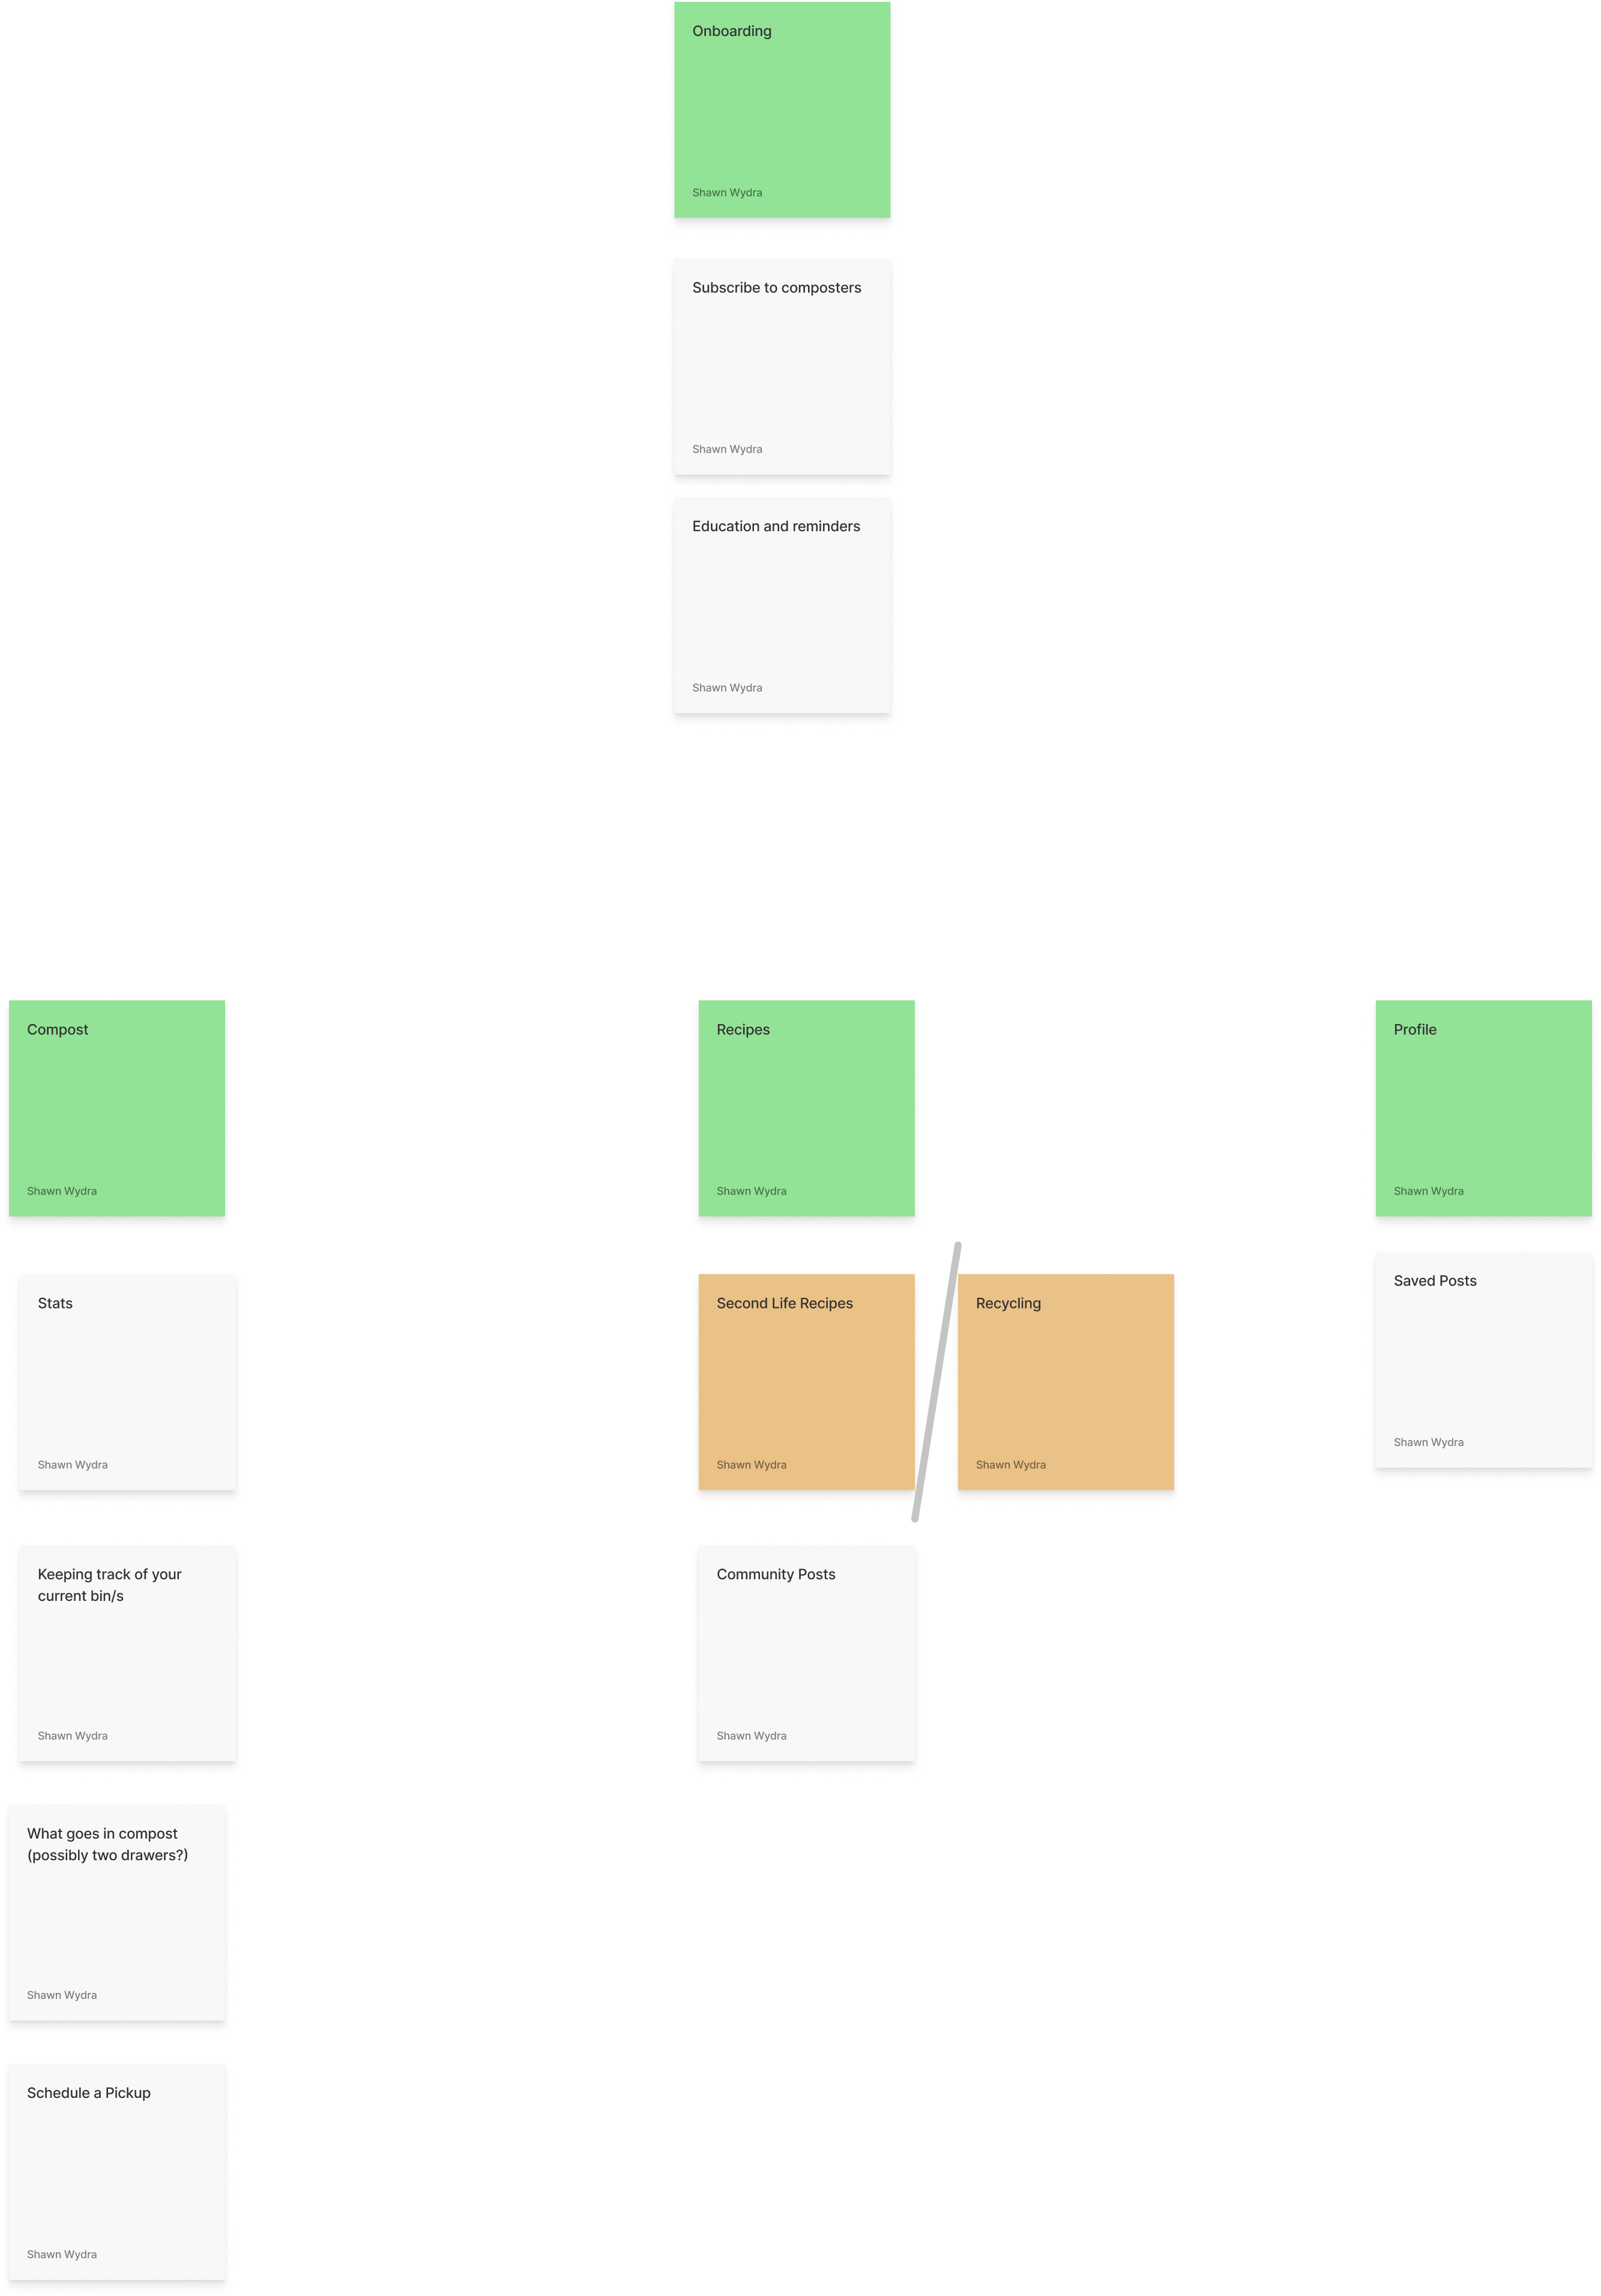 Onboarding
Shawn Wydra
Subscribe to composters
Shawn Wydra
Education and reminders
Shawn Wydra
Compost
Shawn Wydra
Recipes
Shawn Wydra
Profile
Shawn Wydra
Stats
Shawn Wydra
Second Life Recipes
Shawn Wydra
Recycling
Shawn Wydra
Saved Posts
Shawn Wydra
Keeping track of your
current bin/s
Shawn Wydra
Community Posts
Shawn Wydra
What goes in compost
(possibly two drawers?)
Shawn Wydra
Schedule a Pickup
Shawn Wydra